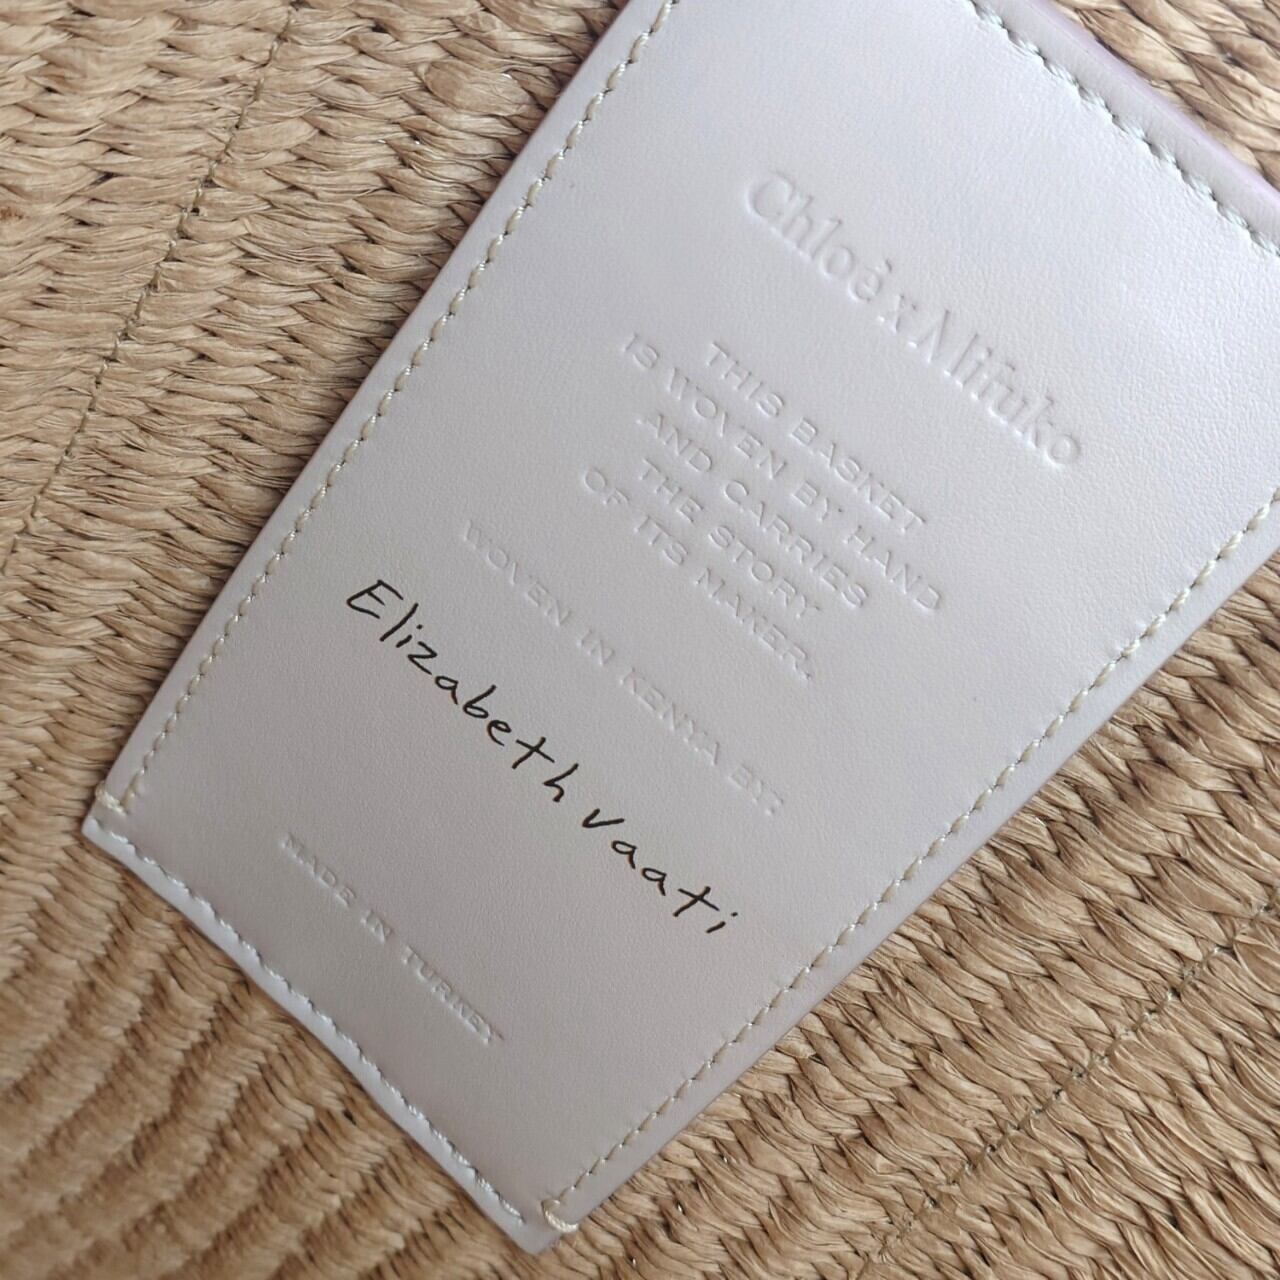 Chloé x Mifuko
THIS BASKET
IS WOVEN BY HAND
AND CARRIES
THE STORY
OF ITS MAKER.
WOVEN IN KENYA BY:
Elizabeth vaati
MADE IN TURKEY